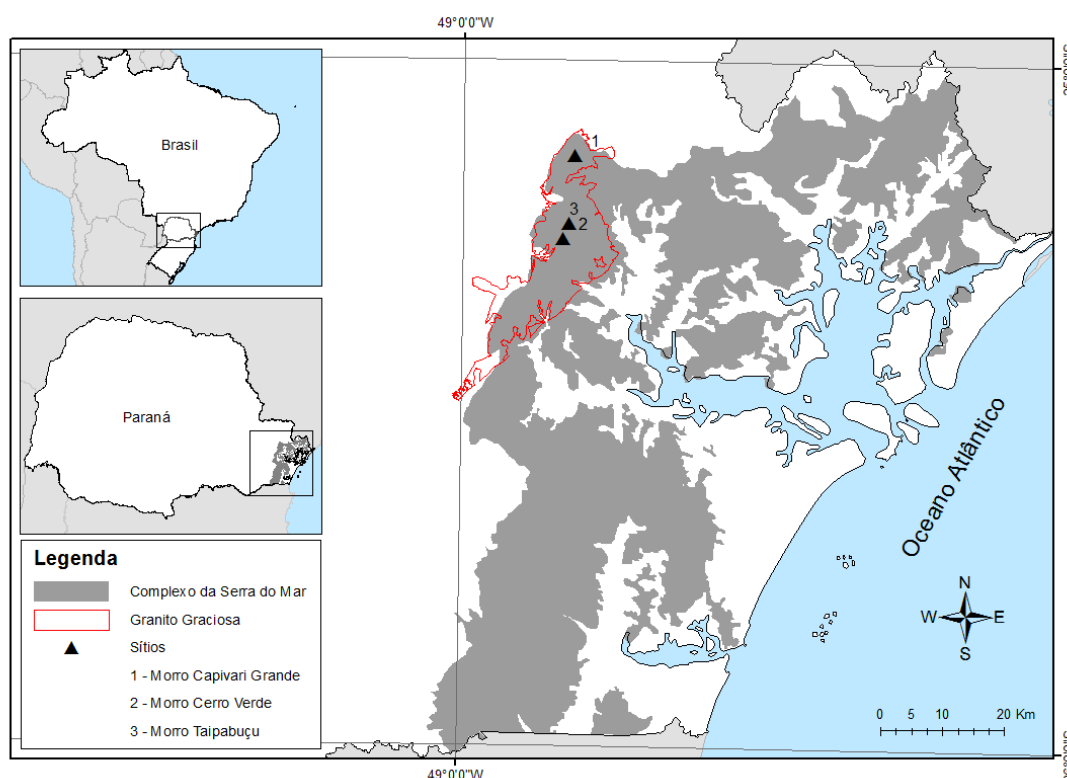 49°0'0"W
Brasil
Paraná
Legenda
Complexo da Serra do Mar
Granito Graciosa
Sítios
1 - Morro Capivari Grande
2 - Morro Cerro Verde
3 - Morro Taipabuçu
1
3
2
Oceano Atlântico
N
W
E
S
0 5 10 20 Km
49°0'0"W